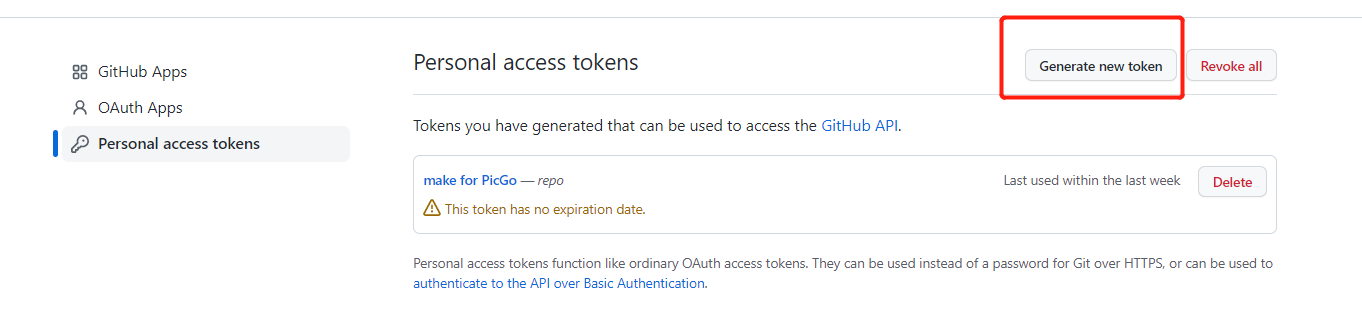 GitHub Apps
OAuth Apps
Personal access tokens
Personal access tokens
Generate new token
Revoke all
Tokens you have generated that can be used to access the GitHub API.
make for PicGo — repo
Last used within the last week
Delete
This token has no expiration date.
Personal access tokens function like ordinary OAuth access tokens. They can be used instead of a password for Git over HTTPS, or can be used to
authenticate to the API over Basic Authentication.